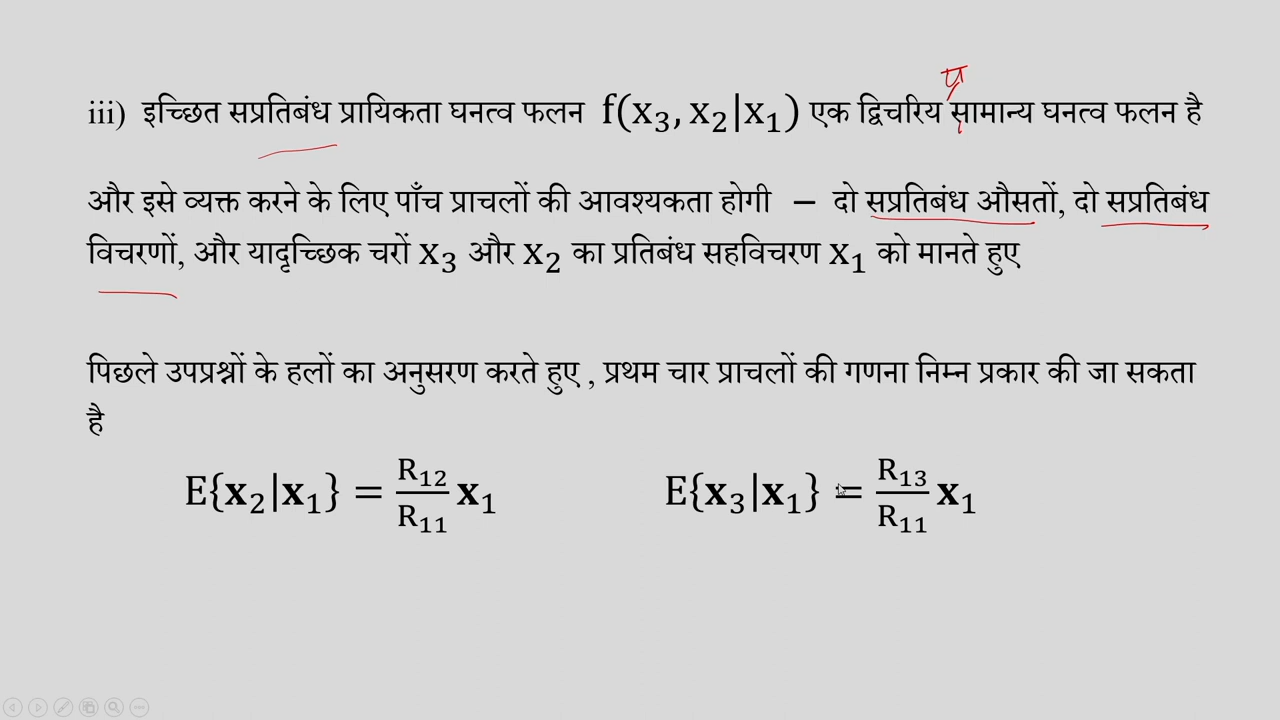 प्र
iii) इच्छित सप्रतिबंध प्रायिकता घनत्व फलन f(x₃, x₂|x₁) एक द्विचरिय सामान्य घनत्व फलन है
और इसे व्यक्त करने के लिए पाँच प्राचलों की आवश्यकता होगी – दो सप्रतिबंध औसतों, दो सप्रतिबंध
विचरणों, और यादृच्छिक चरों x₃ और x₂ का प्रतिबंध सहविचरण x₁ को मानते हुए
पिछले उपप्रश्नों के हलों का अनुसरण करते हुए , प्रथम चार प्राचलों की गणना निम्न प्रकार की जा सकता
है
E{x₂|x₁} = R₁₂/R₁₁ x₁ E{x₃|x₁} = R₁₃/R₁₁ x₁